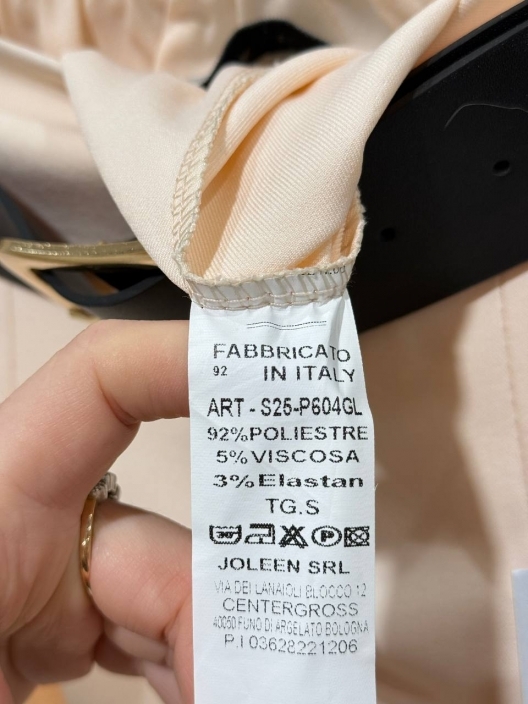 FABBRICATO
92 IN ITALY
ART - S25-P604GL
92%POLIESTRE
5%VISCOSA
3%Elastan
TG.S
P
JOLEEN SRL
VIA DEI LANAIOLI BLOCCO 12
CENTERGROSS
40050 FUNO DI ARGELATO BOLOGNA
P.I 03628221206